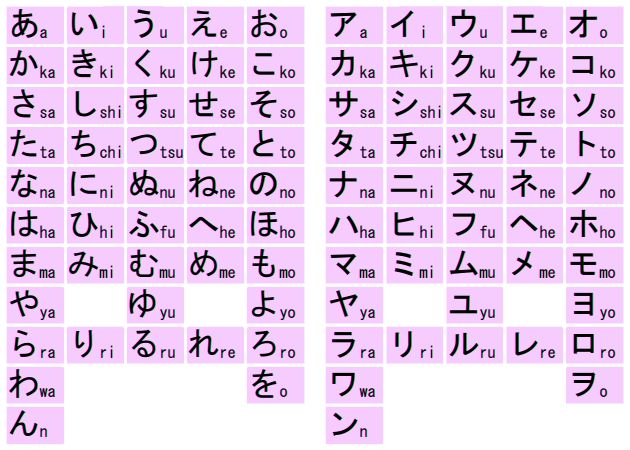 あa いi うu えe おo アa イi ウu エe オo
かka きki くku けke こko カka キki クku ケke コko
さsa しshi すsu せse そso サsa シshi スsu セse ソso
たta ちchi つtsu てte とto タta チchi ツtsu テte トto
なna にni ぬnu ねne のno ナna ニni ヌnu ネne ノno
はha ひhi ふfu へhe ほho ハha ヒhi フfu ヘhe ホho
まma みmi むmu めme もmo マma ミmi ムmu メme モmo
やya ゆyu よyo ヤya ユyu ヨyo
らra りri るru れre ろro ラra リri ルru レre ロro
わwa をo ワwa ヲo
んn ンn